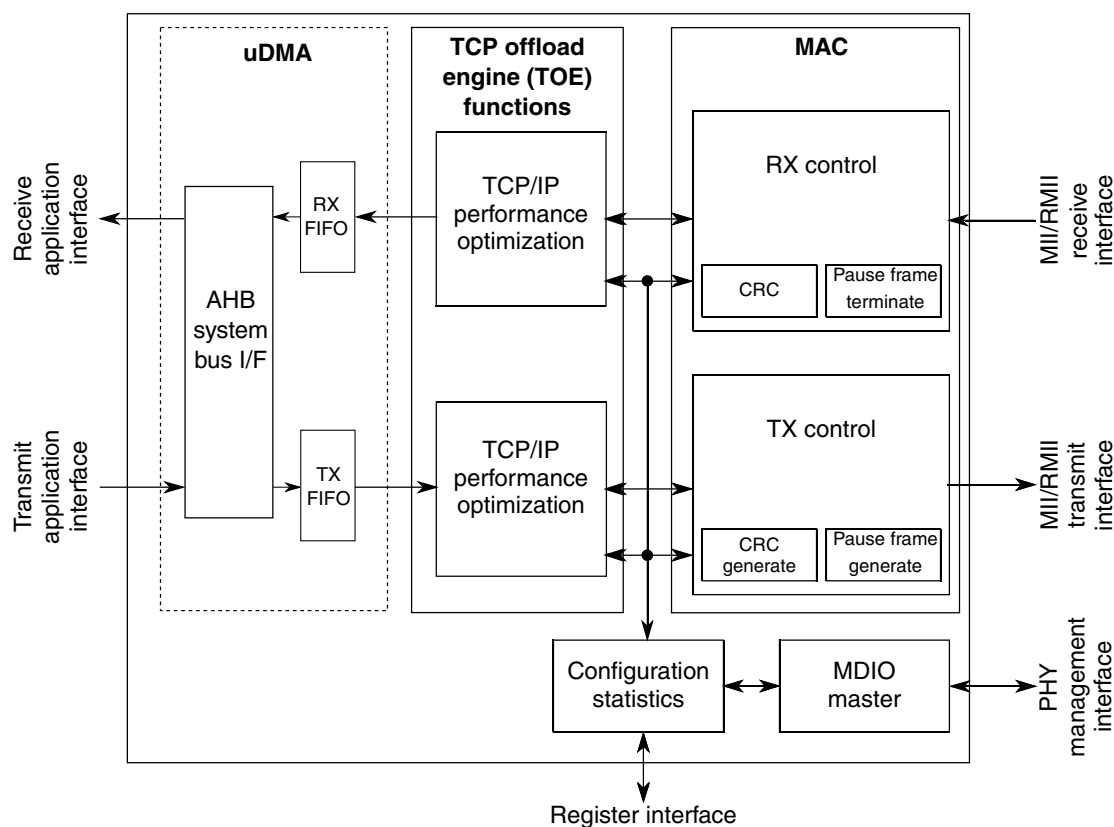 uDMA
TCP offload
engine (TOE)
functions
MAC
Receive
application
interface
RX
FIFO
TCP/IP
performance
optimization
RX control
CRC
Pause frame
terminate
MII/RMII
receive
interface
AHB
system
bus I/F
Transmit
application
interface
TX
FIFO
TCP/IP
performance
optimization
TX control
CRC
generate
Pause frame
generate
MII/RMII
transmit
interface
Configuration
statistics
MDIO
master
PHY
management
interface
Register interface